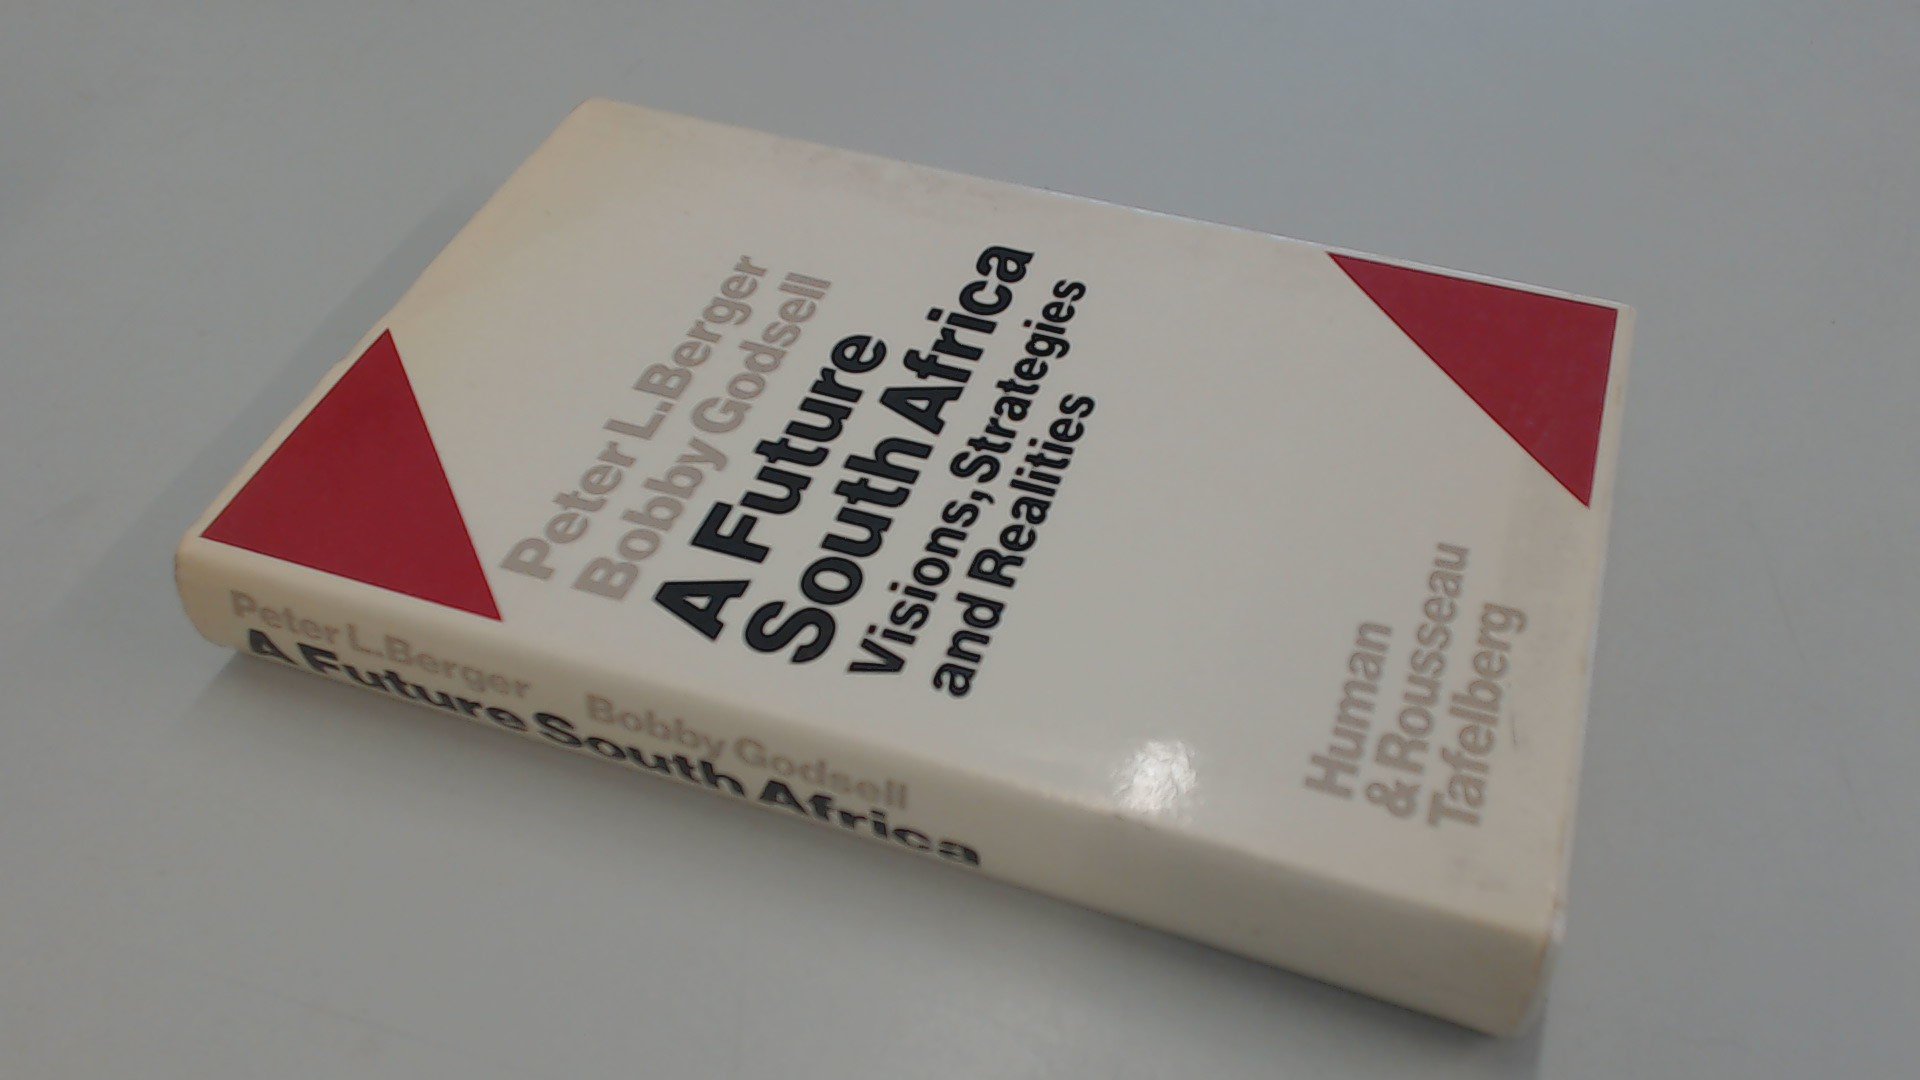 Peter L. Berger
Bobby Godsell
A Future
South Africa
Visions, Strategies
and Realities
Human
& Rousseau
Tafelberg
Peter L. Berger Bobby Godsell
A Future South Africa